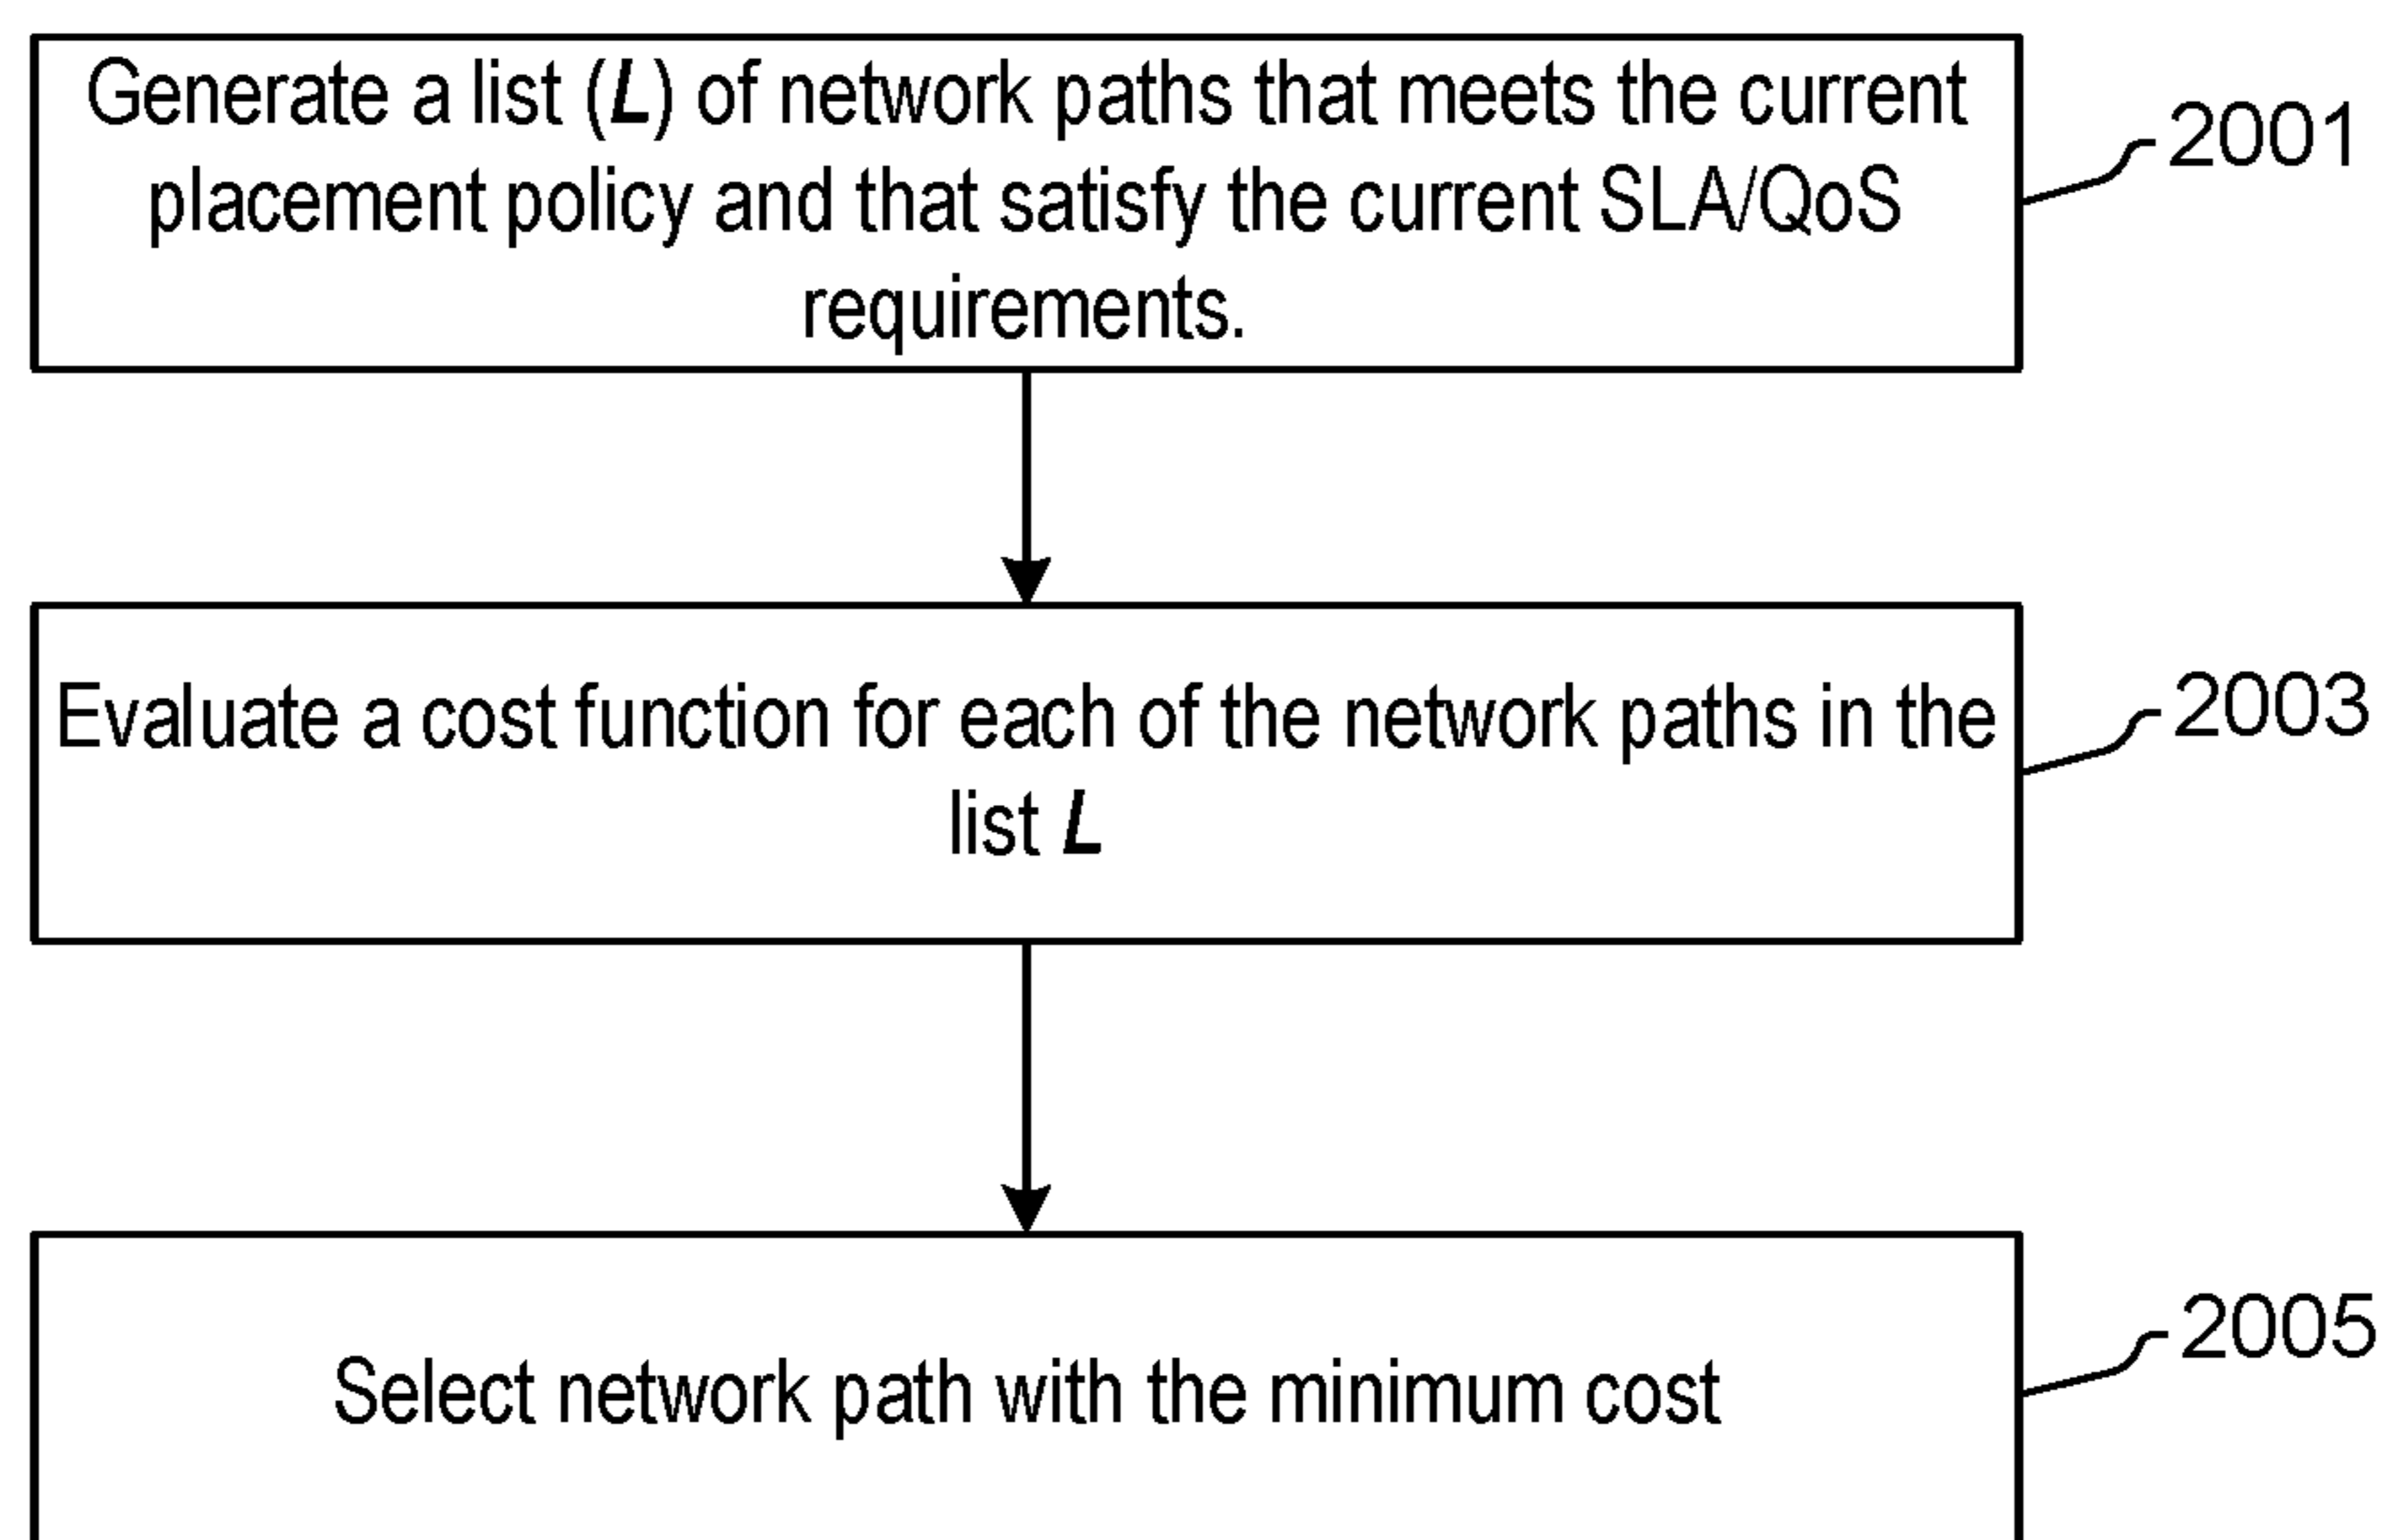 Generate a list (L) of network paths that meets the current
placement policy and that satisfy the current SLA/QoS
requirements.
2001
Evaluate a cost function for each of the network paths in the
list L
2003
Select network path with the minimum cost
2005